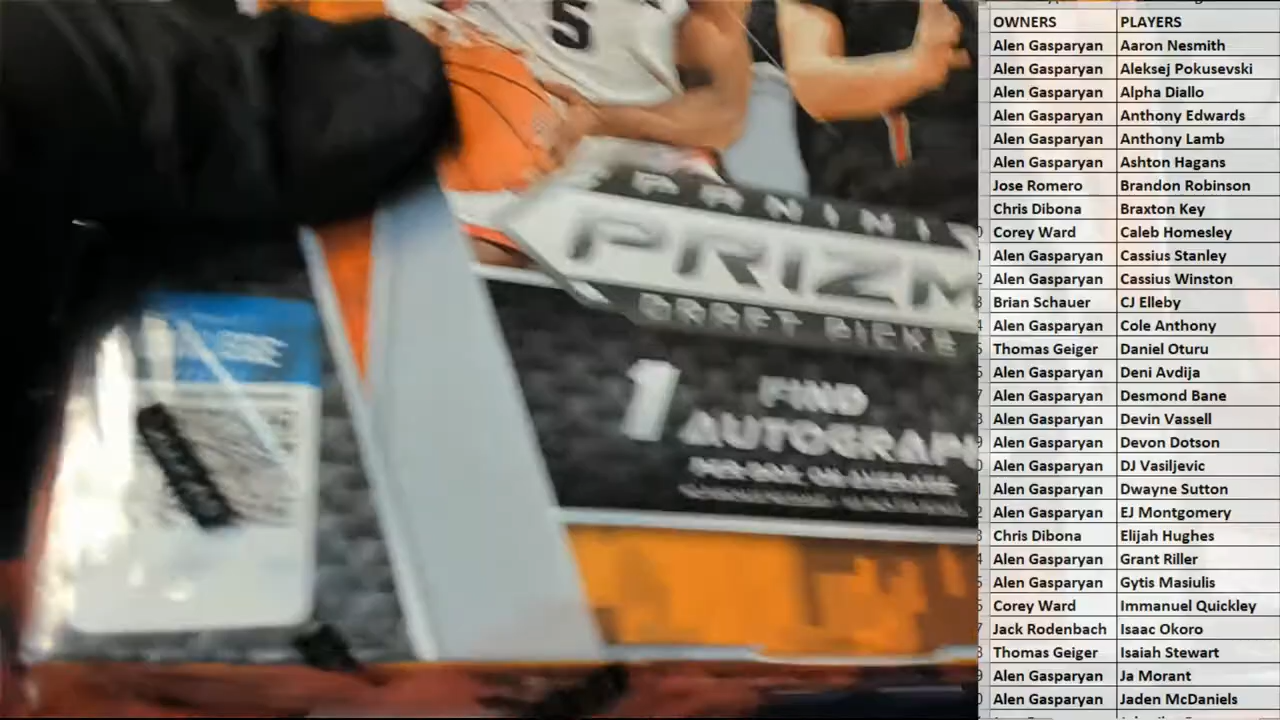 5
PANINI
PRIZM
DRAFT PICKS
1 FIND
AUTOGRAPH
PER BOX, ON AVERAGE
OWNERS PLAYERS
Alen Gasparyan Aaron Nesmith
Alen Gasparyan Aleksej Pokusevski
Alen Gasparyan Alpha Diallo
Alen Gasparyan Anthony Edwards
Alen Gasparyan Anthony Lamb
Alen Gasparyan Ashton Hagans
Jose Romero Brandon Robinson
Chris Dibona Braxton Key
Corey Ward Caleb Homesley
Alen Gasparyan Cassius Stanley
Alen Gasparyan Cassius Winston
Brian Schauer CJ Elleby
Alen Gasparyan Cole Anthony
Thomas Geiger Daniel Oturu
Alen Gasparyan Deni Avdija
Alen Gasparyan Desmond Bane
Alen Gasparyan Devin Vassell
Alen Gasparyan Devon Dotson
Alen Gasparyan DJ Vasiljevic
Alen Gasparyan Dwayne Sutton
Alen Gasparyan EJ Montgomery
Chris Dibona Elijah Hughes
Alen Gasparyan Grant Riller
Alen Gasparyan Gytis Masiulis
Corey Ward Immanuel Quickley
Jack Rodenbach Isaac Okoro
Thomas Geiger Isaiah Stewart
Alen Gasparyan Ja Morant
Alen Gasparyan Jaden McDaniels